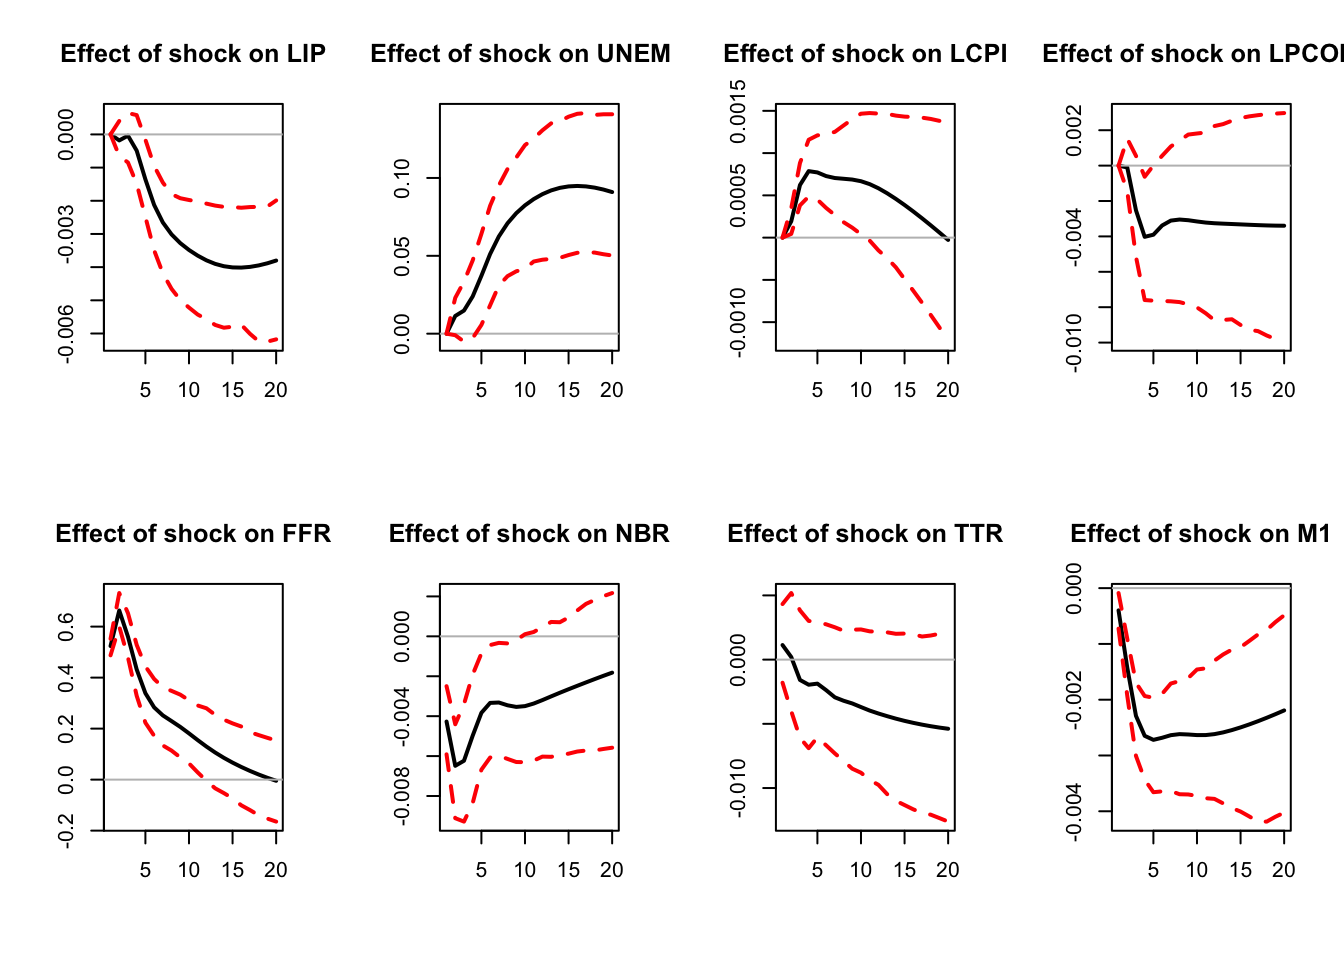 Effect of shock on LIP
0.000
-0.003
-0.006
5 10 15 20
Effect of shock on UNEM
0.10
0.05
0.00
5 10 15 20
Effect of shock on LCPI
0.0015
0.0005
-0.0010
5 10 15 20
Effect of shock on LPCO
0.002
-0.004
-0.010
5 10 15 20
Effect of shock on FFR
0.6
0.4
0.2
0.0
-0.2
5 10 15 20
Effect of shock on NBR
0.000
-0.004
-0.008
5 10 15 20
Effect of shock on TTR
0.000
-0.010
5 10 15 20
Effect of shock on M1
0.000
-0.002
-0.004
5 10 15 20